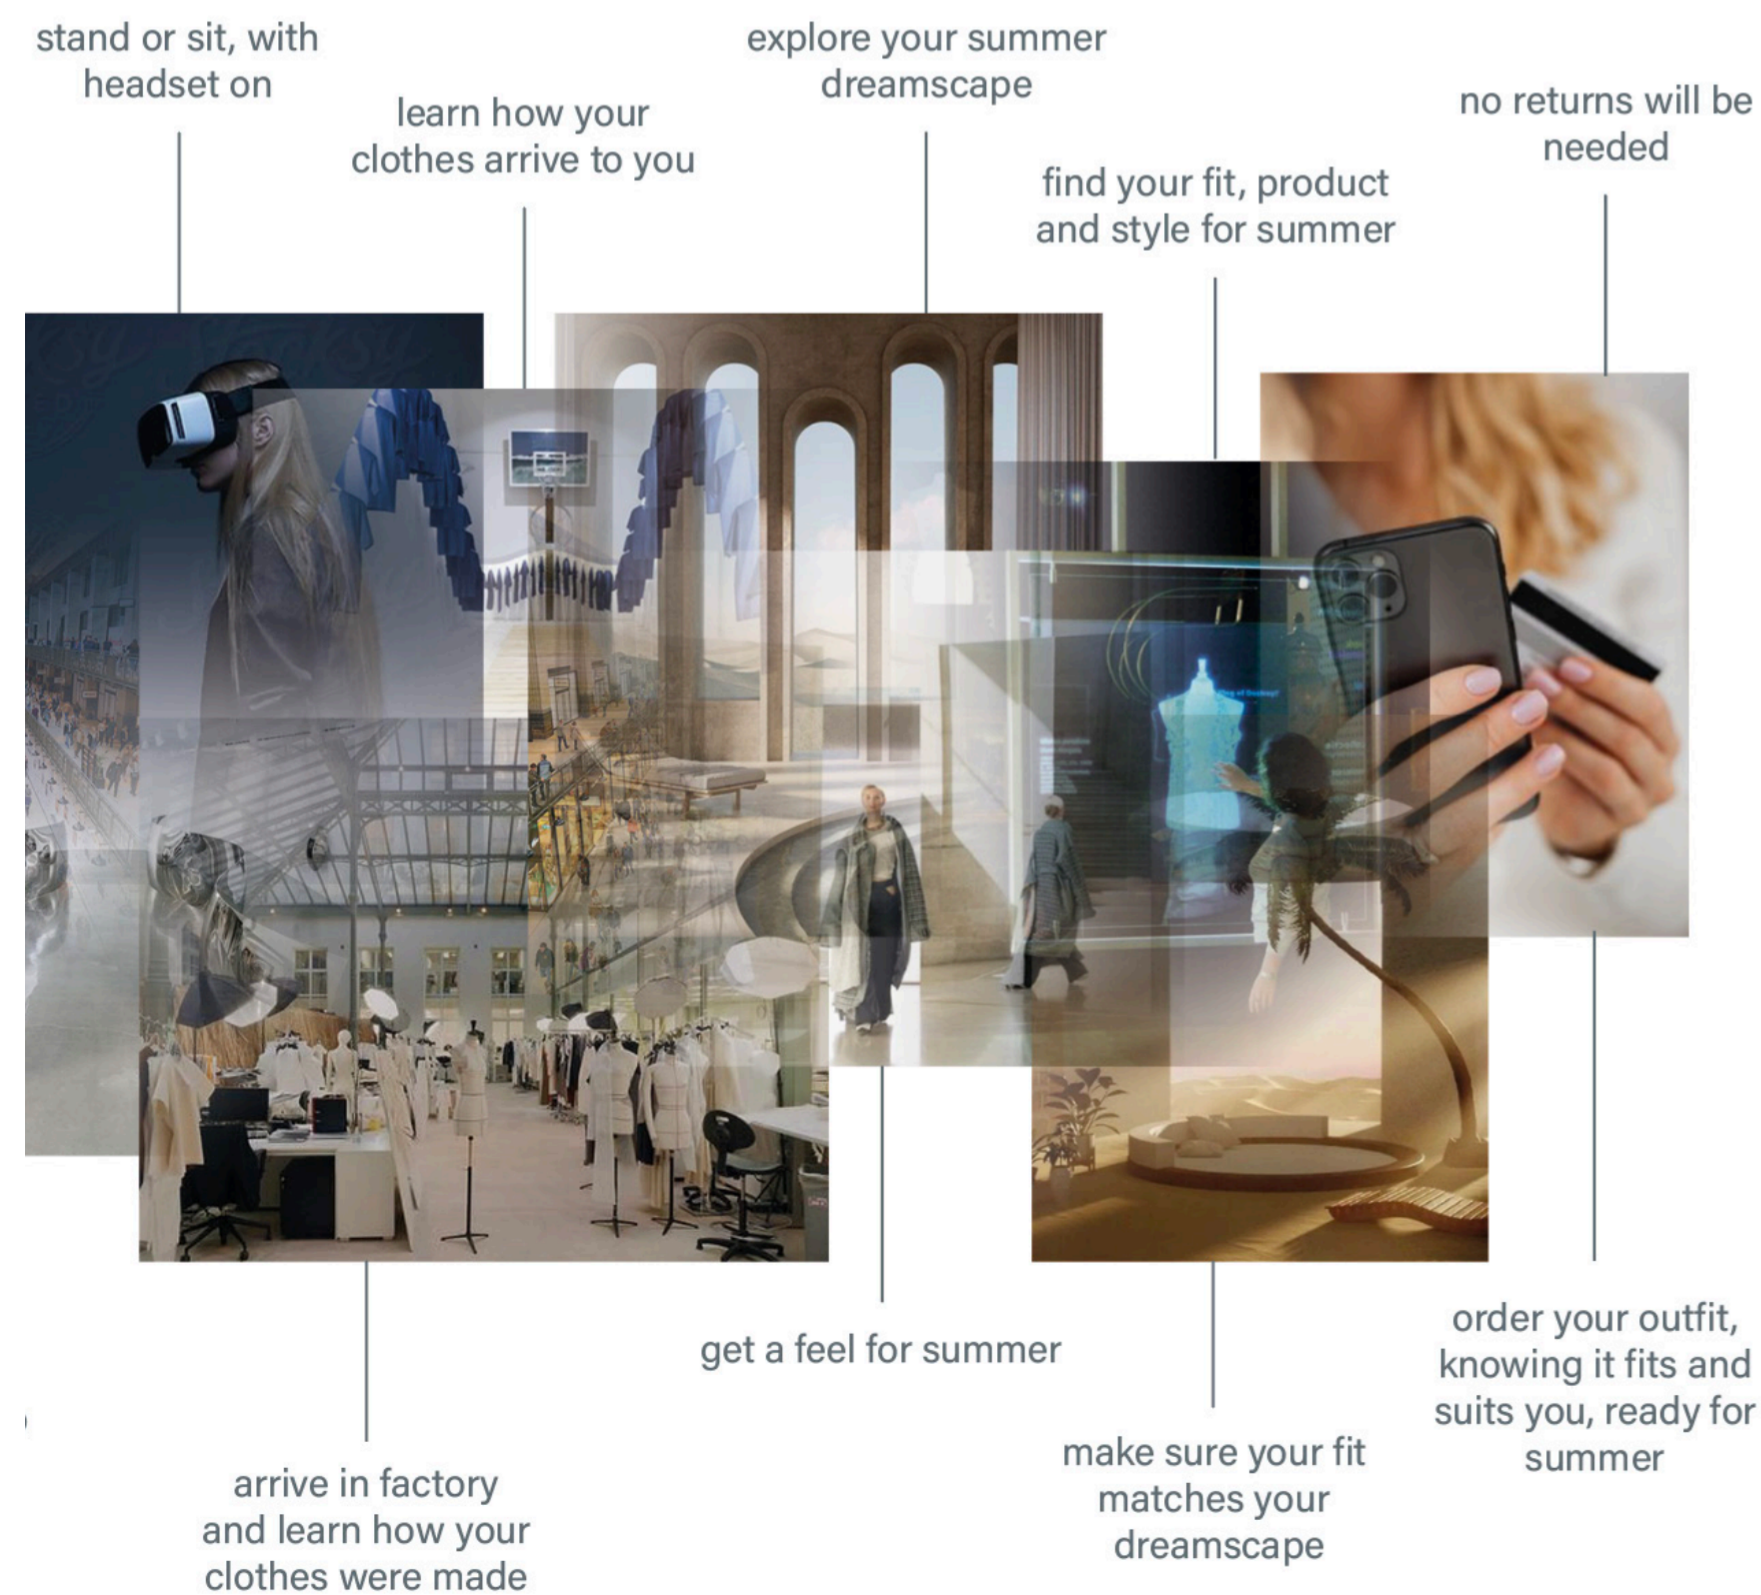 stand or sit, with
headset on
learn how your
clothes arrive to you
explore your summer
dreamscape
find your fit, product
and style for summer
no returns will be
needed
arrive in factory
and learn how your
clothes were made
get a feel for summer
make sure your fit
matches your
dreamscape
order your outfit,
knowing it fits and
suits you, ready for
summer